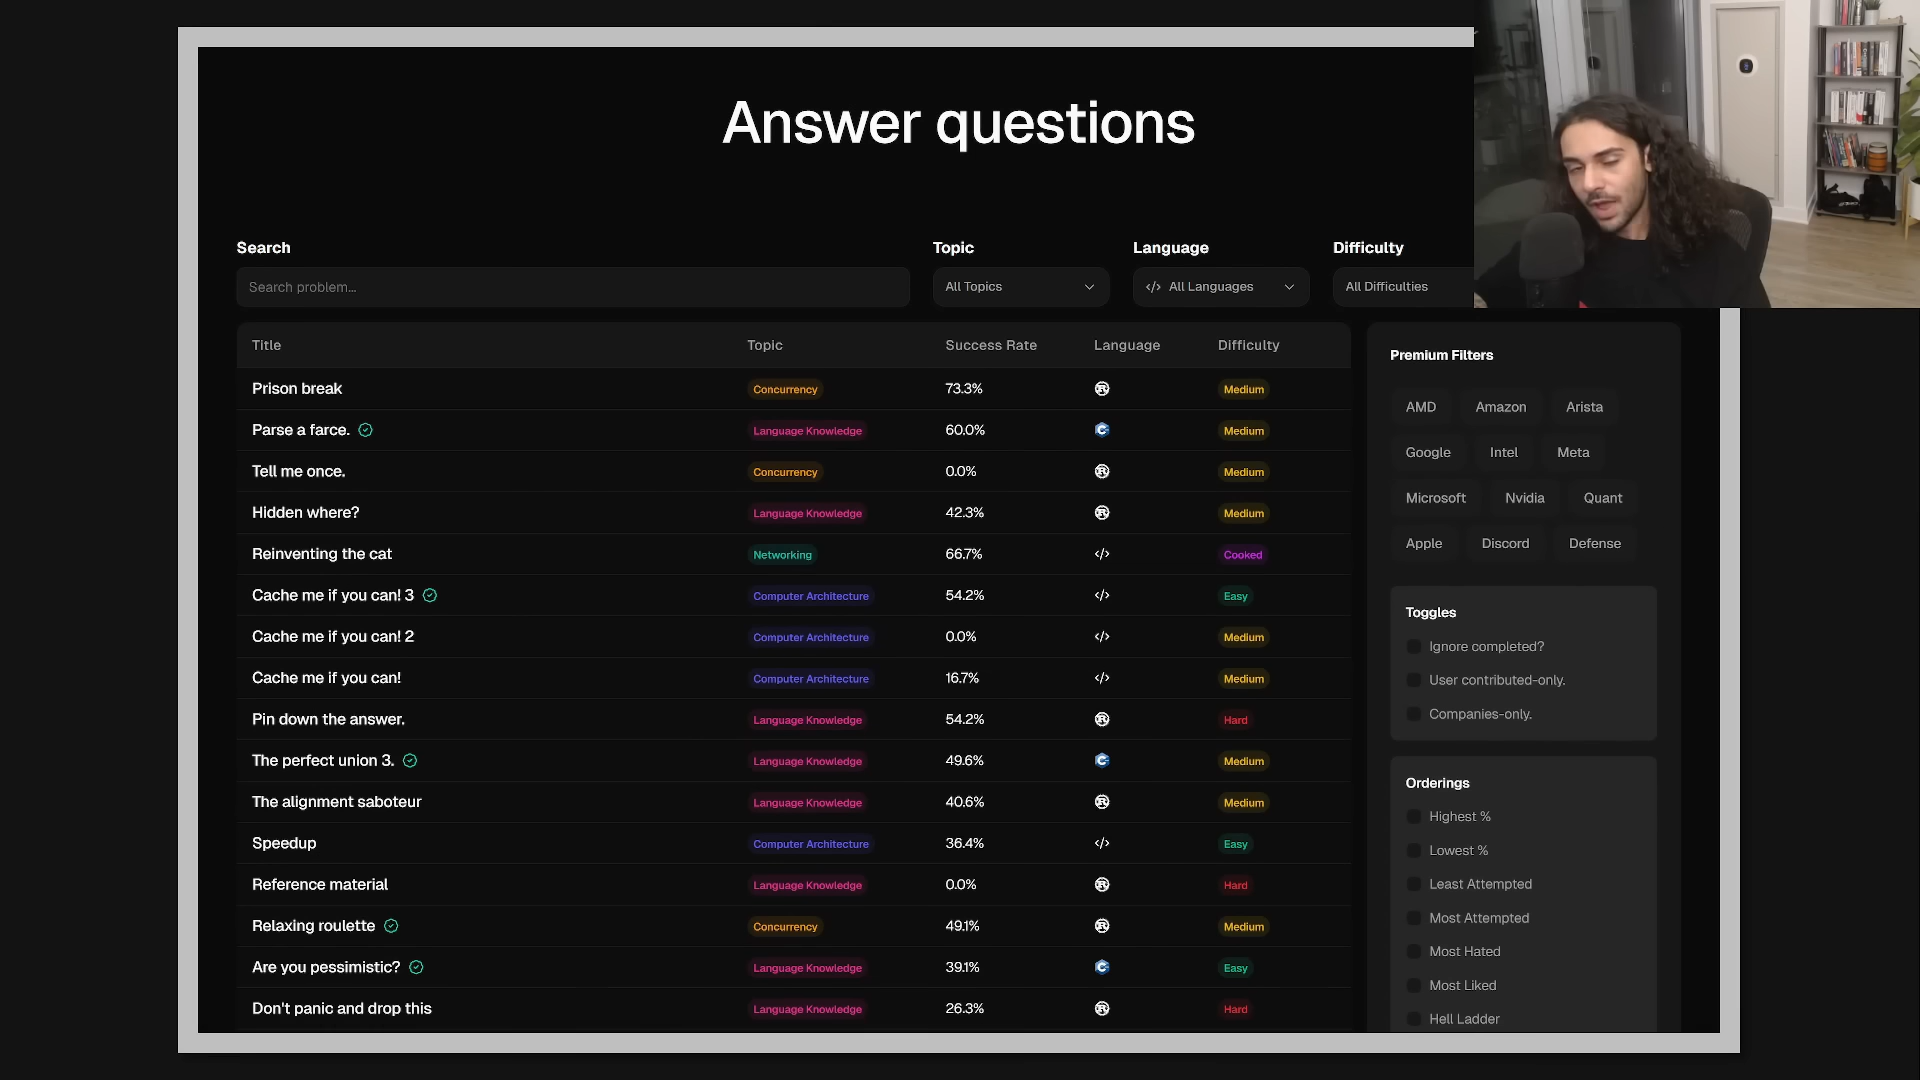 Answer questions
Search Topic Language Difficulty
Search problem... All Topics </> All Languages All Difficulties
Title Topic Success Rate Language Difficulty
Prison break Concurrency 73.3% Medium
Parse a farce. Language Knowledge 60.0% Medium
Tell me once. Concurrency 0.0% Medium
Hidden where? Language Knowledge 42.3% Medium
Reinventing the cat Networking 66.7% </> Cooked
Cache me if you can! 3 Computer Architecture 54.2% </> Easy
Cache me if you can! 2 Computer Architecture 0.0% </> Medium
Cache me if you can! Computer Architecture 16.7% </> Medium
Pin down the answer. Language Knowledge 54.2% Hard
The perfect union 3. Language Knowledge 49.6% Medium
The alignment saboteur Language Knowledge 40.6% Medium
Speedup Computer Architecture 36.4% </> Easy
Reference material Language Knowledge 0.0% Hard
Relaxing roulette Concurrency 49.1% Medium
Are you pessimistic? Language Knowledge 39.1% Easy
Don't panic and drop this Language Knowledge 26.3% Hard
Premium Filters
AMD Amazon Arista
Google Intel Meta
Microsoft Nvidia Quant
Apple Discord Defense
Toggles
Ignore completed?
User contributed-only.
Companies-only.
Orderings
Highest %
Lowest %
Least Attempted
Most Attempted
Most Hated
Most Liked
Hell Ladder